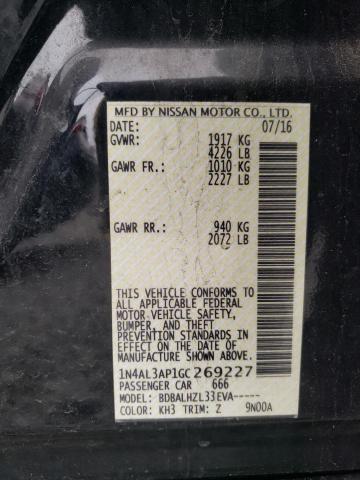 MFD BY NISSAN MOTOR CO., LTD.
DATE: 07/16
GVWR: 1917 KG
4226 LB
GAWR FR.: 1010 KG
2227 LB
GAWR RR.: 940 KG
2072 LB
THIS VEHICLE CONFORMS TO
ALL APPLICABLE FEDERAL
MOTOR VEHICLE SAFETY,
BUMPER, AND THEFT
PREVENTION STANDARDS IN
EFFECT ON THE DATE OF
MANUFACTURE SHOWN ABOVE.
1N4AL3AP1GC269227
PASSENGER CAR 666
MODEL: BDBALHZL33EVA-----
COLOR: KH3 TRIM: Z 9N00A